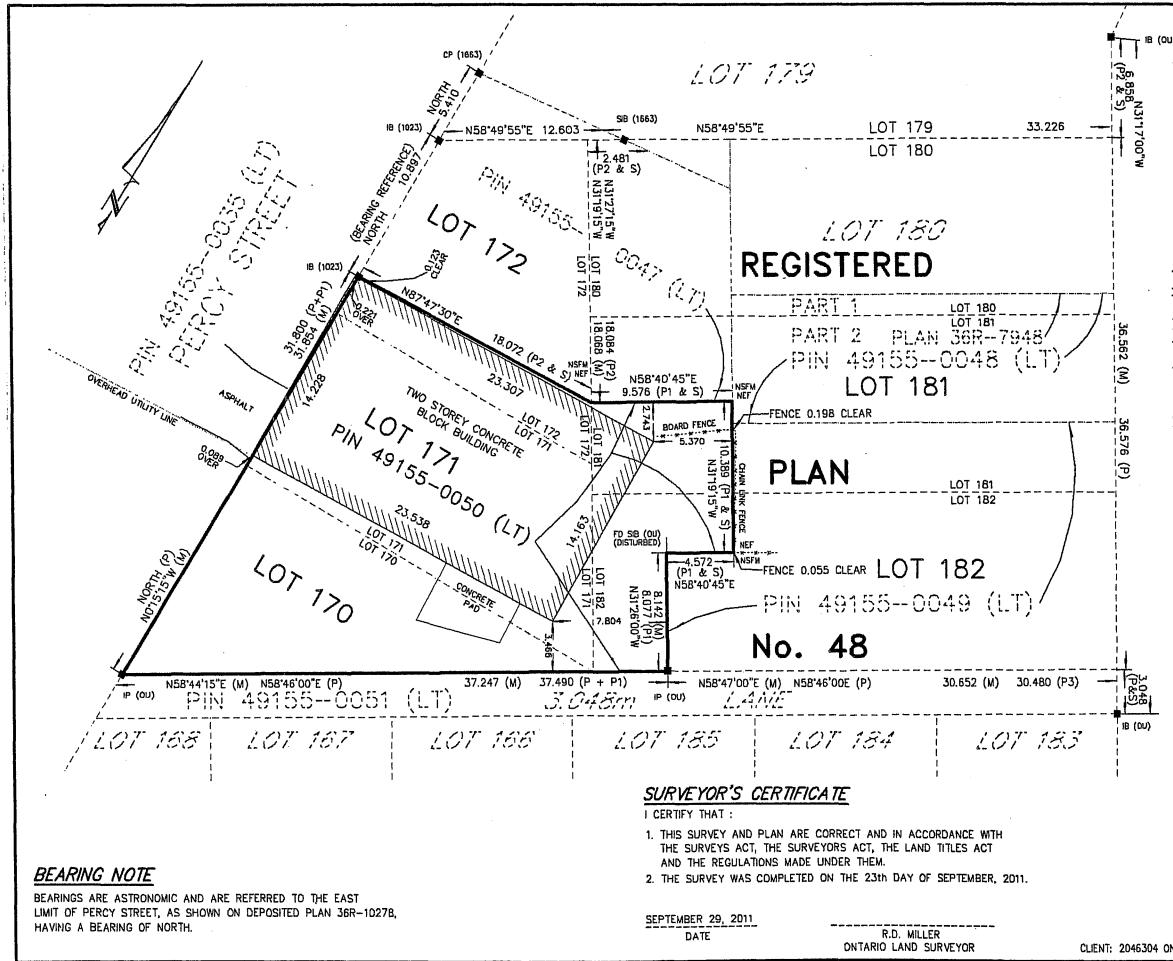 CP (1663)
LOT 179
IB (OU)
6.858
(P2 & S)
N31°17'00"W
NORTH
5.410
IB (1023)
N58°49'55"E 12.603
SIB (1663)
N58°49'55"E
LOT 179
33.226
LOT 180
2.481
(P2 & S)
N31°27'15"W
N31°19'15"W
(BEARING REFERENCE)
NORTH
10.897
PIN 49155--0035 (LT)
PERCY STREET
N
PIN 49155--0047 (LT)
LOT 172
LOT 180
LOT 172
LOT 180
REGISTERED
IB (1023)
0.123
CLEAR
N87°47'30"E
0.221
OVER
31.800 (P+P1)
31.854 (M)
18.072 (P2 & S)
23.307
18.084 (P2)
18.068 (M)
PART 1
LOT 180
LOT 181
PART 2 PLAN 36R-7948
PIN 49155--0048 (LT)
LOT 181
36.562 (M)
36.576 (P)
NSFM
NEF
N58°40'45"E
9.576 (P1 & S)
NSFM
NEF
FENCE 0.198 CLEAR
OVERHEAD UTILITY LINE
ASPHALT
14.228
TWO STOREY CONCRETE
BLOCK BUILDING
LOT 172
LOT 171
LOT 171
PIN 49155-0050 (LT)
LOT 172
LOT 181
2.743
BOARD FENCE
5.370
10.389 (P1 & S)
N31°19'15"W
CHAIN LINK FENCE
PLAN
LOT 181
LOT 182
0.089
OVER
23.538
14.163
LOT 171
LOT 170
FD SIB (OU)
(DISTURBED)
NEF
NSFM
4.572
(P1 & S)
N58°40'45"E
FENCE 0.055 CLEAR
LOT 182
NORTH (P)
N0°15'15"W (M)
LOT 170
CONCRETE
PAD
LOT 182
LOT 171
7.804
3.466
8.142 (M)
8.077 (P1)
N31°26'00"W
PIN 49155--0049 (LT)
No. 48
IP (OU)
N58°44'15"E (M) N58°46'00"E (P)
37.247 (M) 37.490 (P + P1)
IP (OU)
N58°47'00"E (M) N58°46'00E (P)
30.652 (M) 30.480 (P3)
3.048
(P&S)
IB (OU)
PIN 49155--0051 (LT)
3.048m
LANE
LOT 168
LOT 167
LOT 166
LOT 185
LOT 184
LOT 183
SURVEYOR'S CERTIFICATE
I CERTIFY THAT :
1. THIS SURVEY AND PLAN ARE CORRECT AND IN ACCORDANCE WITH
THE SURVEYS ACT, THE SURVEYORS ACT, THE LAND TITLES ACT
AND THE REGULATIONS MADE UNDER THEM.
2. THE SURVEY WAS COMPLETED ON THE 23th DAY OF SEPTEMBER, 2011.
BEARING NOTE
BEARINGS ARE ASTRONOMIC AND ARE REFERRED TO THE EAST
LIMIT OF PERCY STREET, AS SHOWN ON DEPOSITED PLAN 36R-10278,
HAVING A BEARING OF NORTH.
SEPTEMBER 29, 2011
DATE
R.D. MILLER
ONTARIO LAND SURVEYOR
CLIENT: 2046304 ON